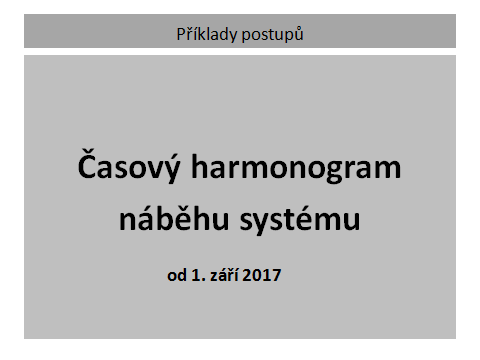 Příklady postupů
Časový harmonogram
náběhu systému
od 1. září 2017